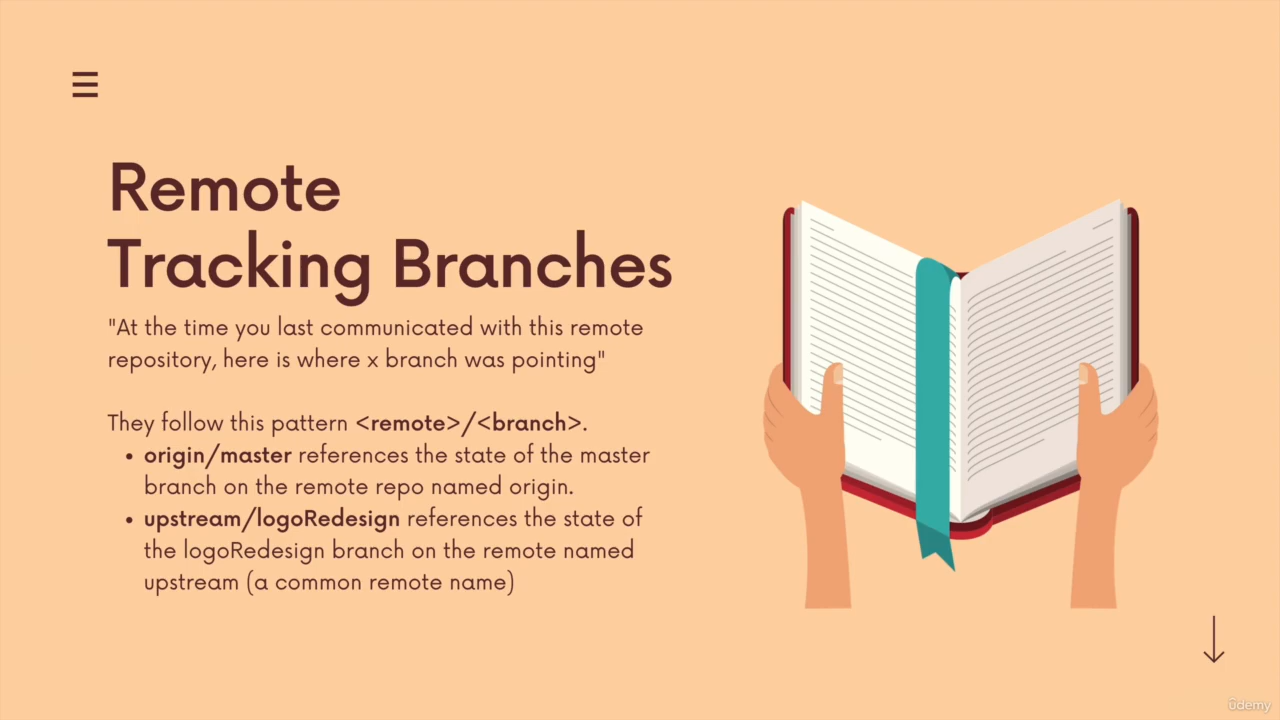 Remote
Tracking Branches
"At the time you last communicated with this remote
repository, here is where x branch was pointing"
They follow this pattern <remote>/<branch>.
• origin/master references the state of the master
branch on the remote repo named origin.
• upstream/logoRedesign references the state of
the logoRedesign branch on the remote named
upstream (a common remote name)
ûdemy